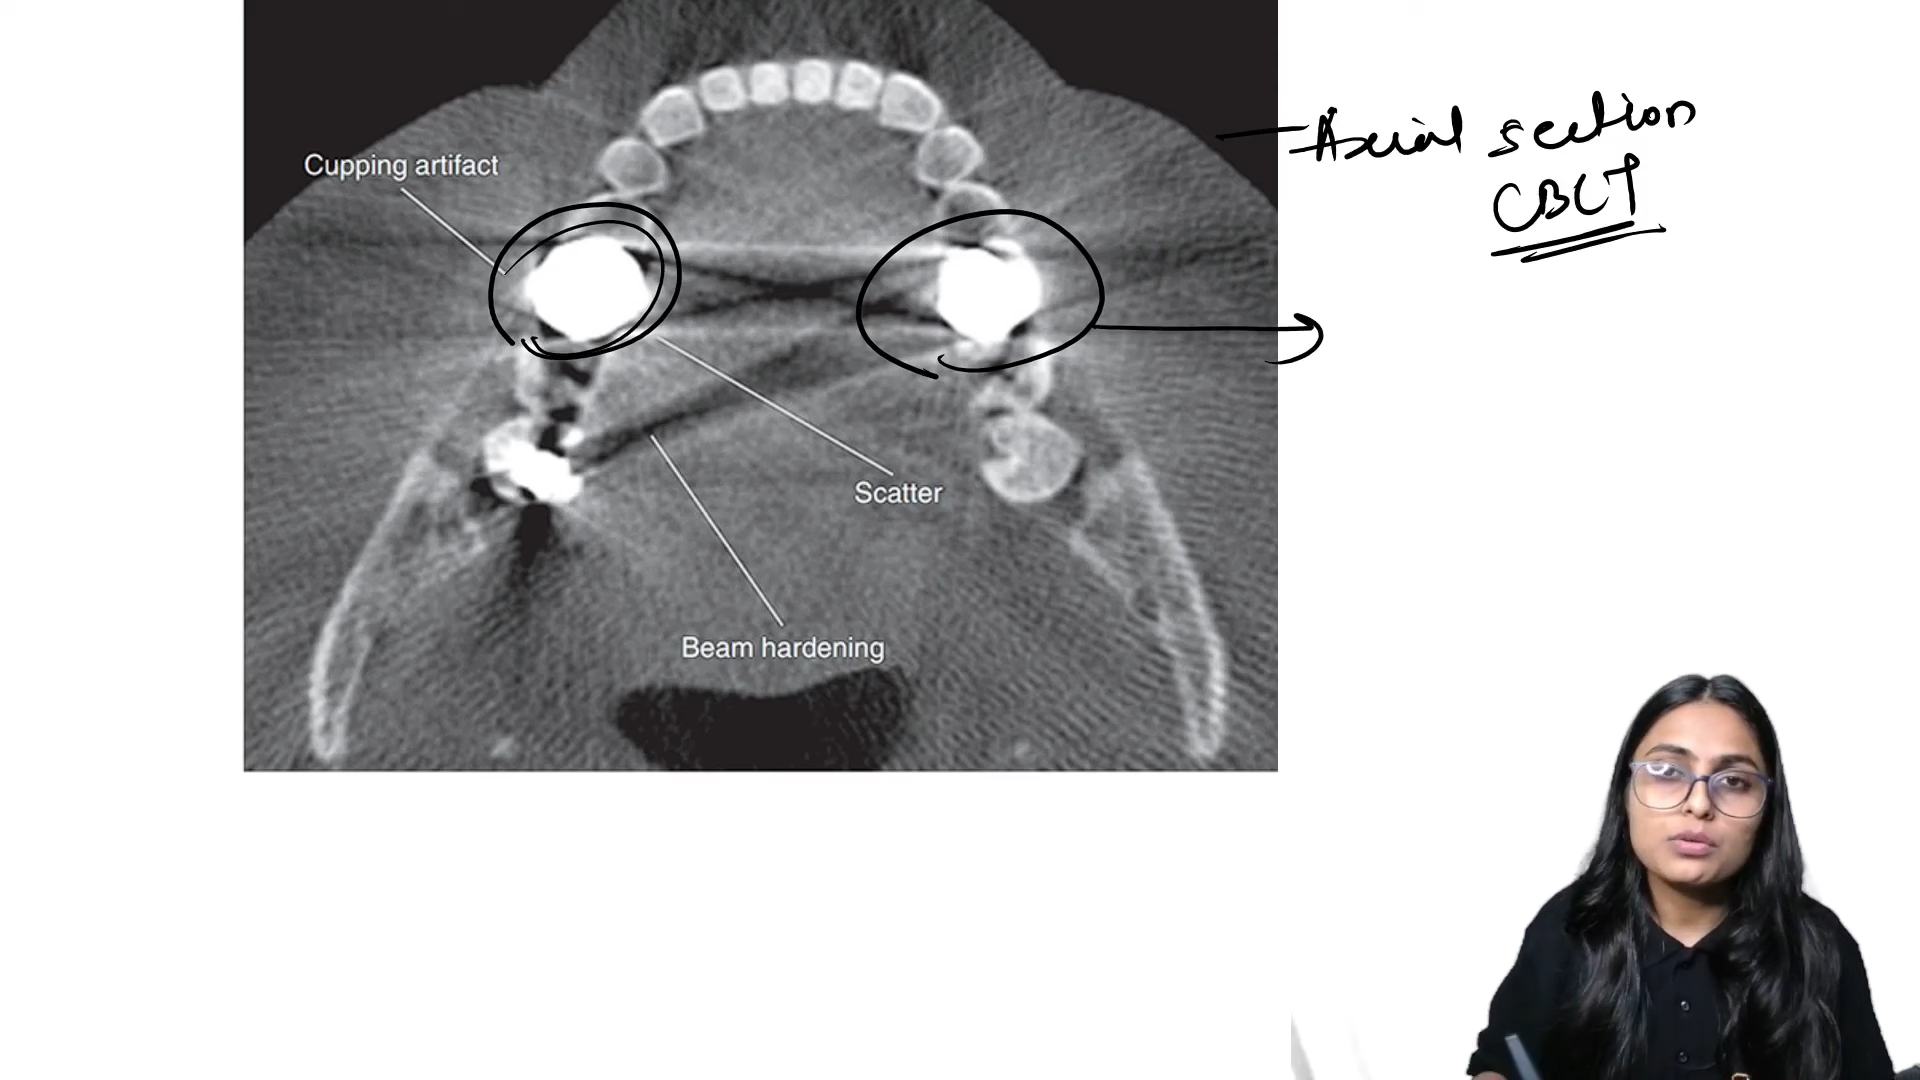 Cupping artifact
Axial section
CBCT
Scatter
Beam hardening